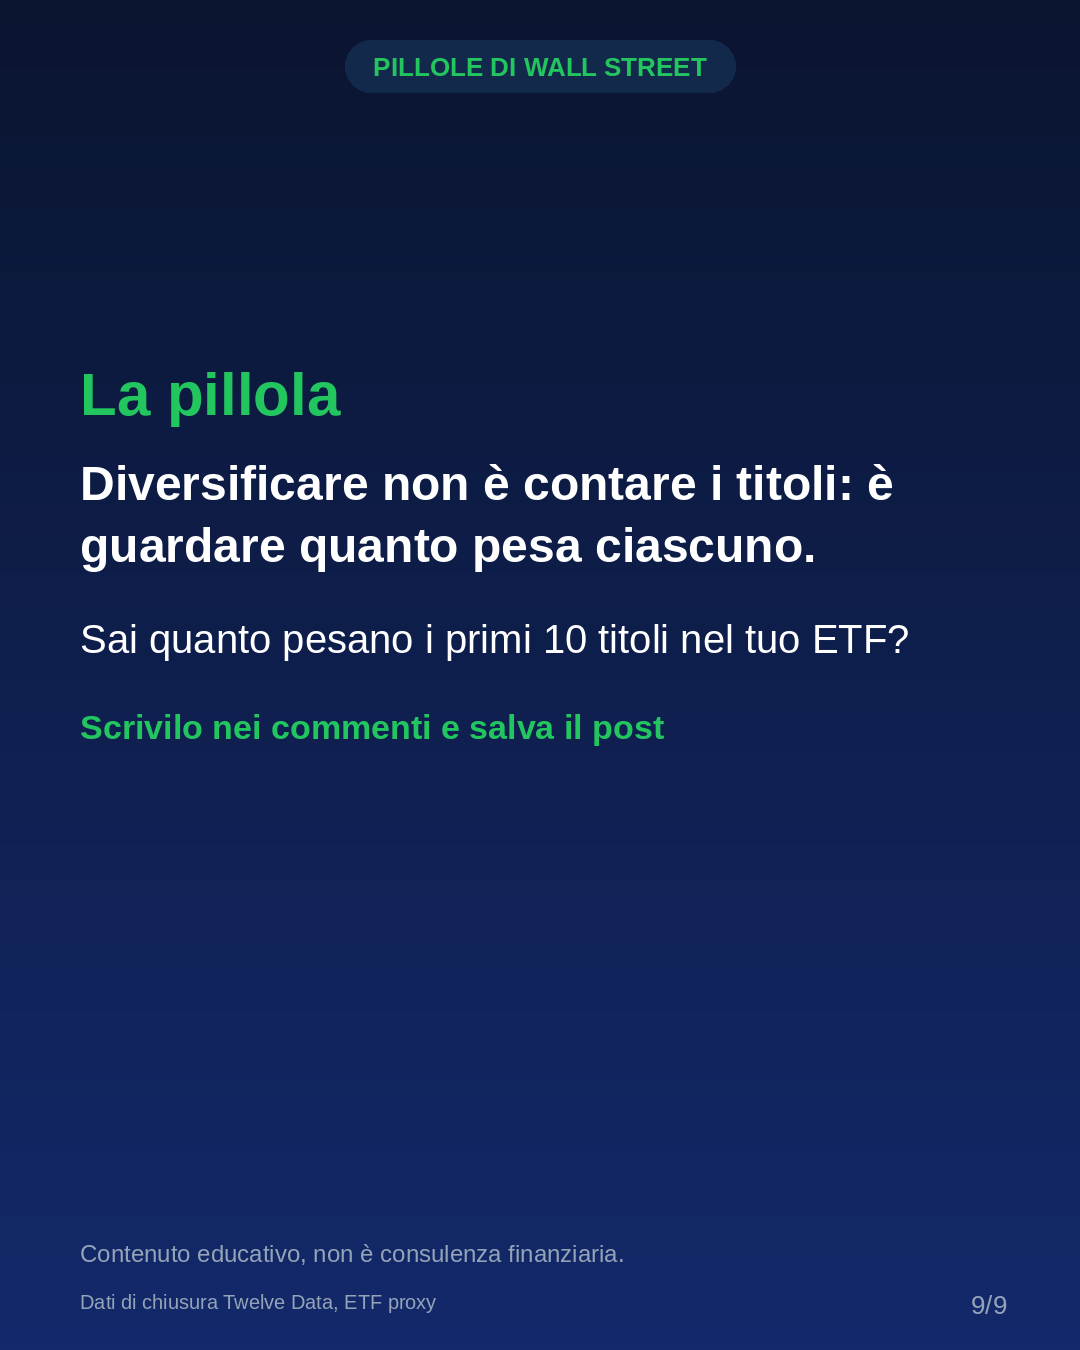 PILLOLE DI WALL STREET
La pillola
Diversificare non è contare i titoli: è
guardare quanto pesa ciascuno.
Sai quanto pesano i primi 10 titoli nel tuo ETF?
Scrivilo nei commenti e salva il post
Contenuto educativo, non è consulenza finanziaria.
Dati di chiusura Twelve Data, ETF proxy
9/9